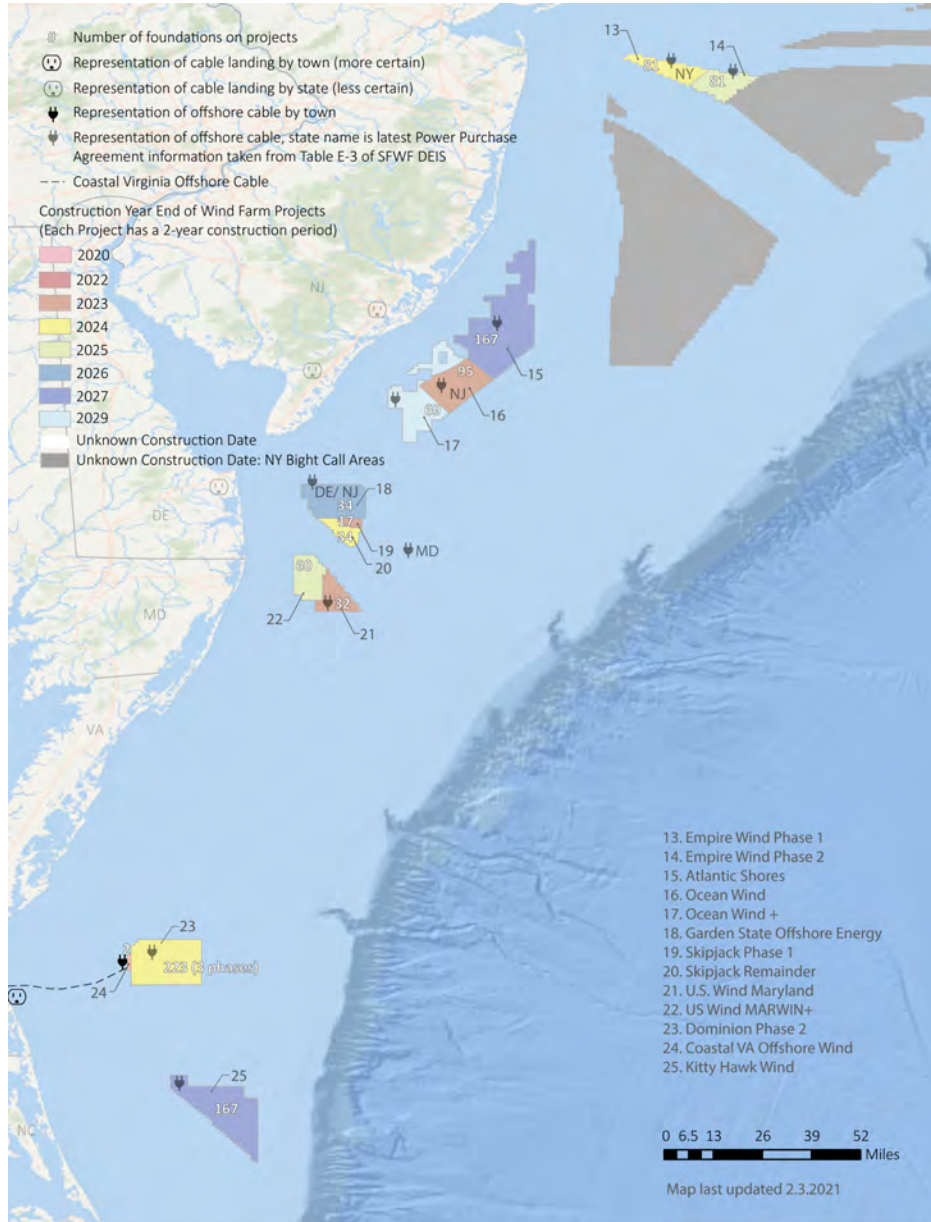 # Number of foundations on projects
Representation of cable landing by town (more certain)
Representation of cable landing by state (less certain)
Representation of offshore cable by town
Representation of offshore cable, state name is latest Power Purchase
Agreement information taken from Table E-3 of SFWF DEIS
Coastal Virginia Offshore Cable
Construction Year End of Wind Farm Projects
(Each Project has a 2-year construction period)
2020
2022
2023
2024
2025
2026
2027
2029
Unknown Construction Date
Unknown Construction Date: NY Bight Call Areas
13
14
81
NY
81
NJ
167
15
95
NJ
16
17
DE/ NJ
18
34
17
19
DE
20
MD
60
32
22
21
MD
VA
23
2
223 (3 phases)
24
25
167
NC
13. Empire Wind Phase 1
14. Empire Wind Phase 2
15. Atlantic Shores
16. Ocean Wind
17. Ocean Wind +
18. Garden State Offshore Energy
19. Skipjack Phase 1
20. Skipjack Remainder
21. U.S. Wind Maryland
22. US Wind MARWIN+
23. Dominion Phase 2
24. Coastal VA Offshore Wind
25. Kitty Hawk Wind
0 6.5 13 26 39 52
Miles
Map last updated 2.3.2021